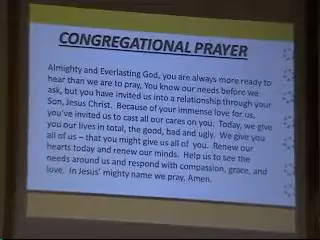 CONGREGATIONAL PRAYER
Almighty and Everlasting God, you are always more ready to
hear than we are to pray, You know our needs before we
ask, but you have invited us into a relationship through your
Son, Jesus Christ.  Because of your immense love for us,
you've invited us to cast all our cares on you.  Today, we give
you our lives in total, the good, bad and ugly.  We give you
all of us – that you might give us all of  you.  Renew our
hearts today and renew our minds.  Help us to see the
needs around us and respond with compassion, grace, and
love.  In Jesus' mighty name we pray, Amen.